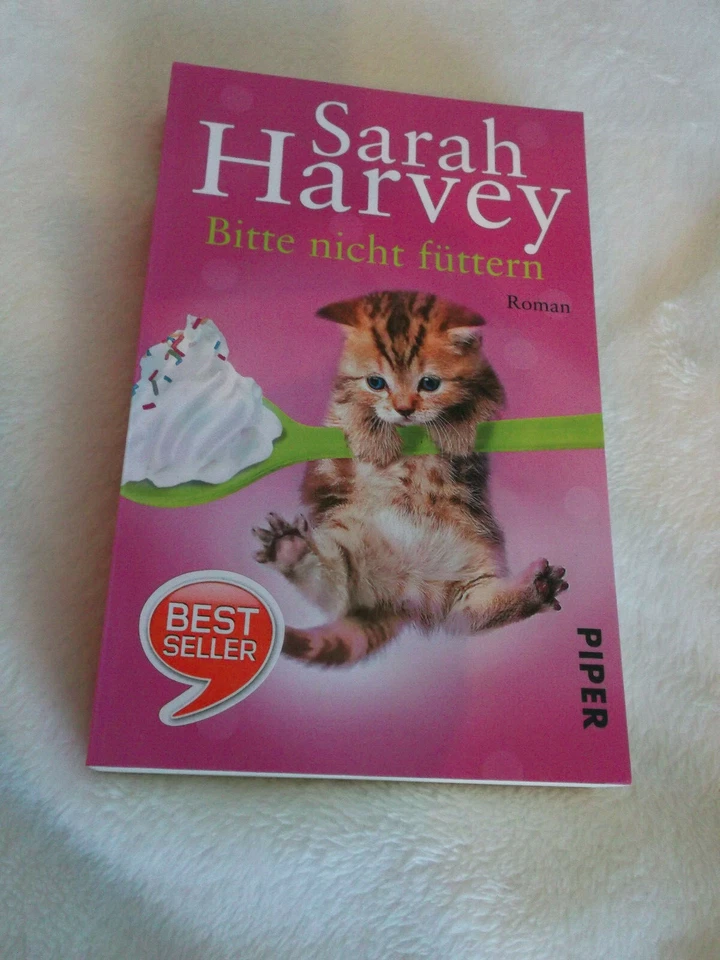 Sarah
Harvey
Bitte nicht füttern
Roman
BEST
SELLER
PIPER